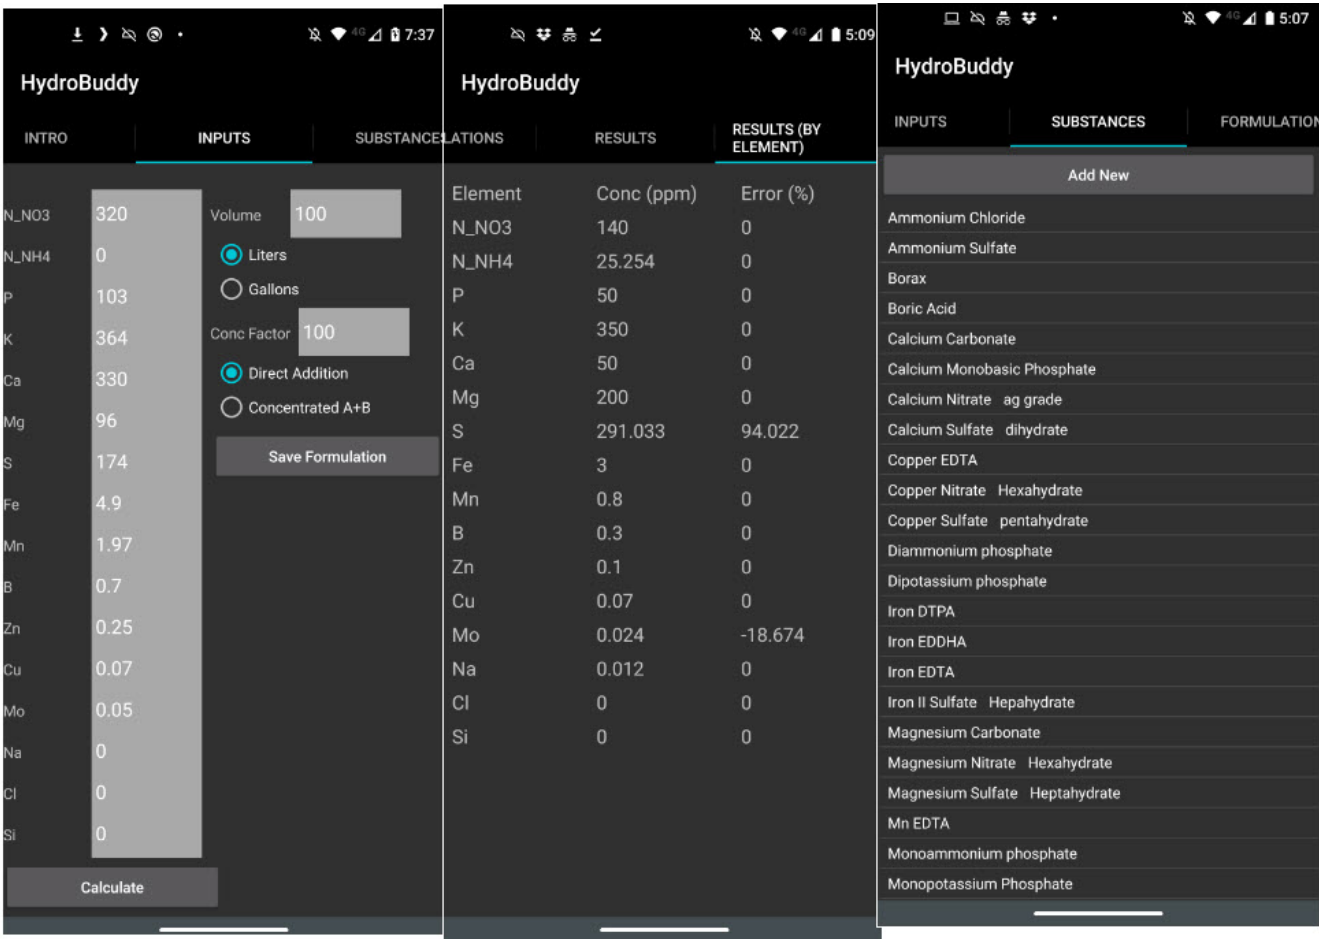 4G 7:37
HydroBuddy
INTRO INPUTS SUBSTANCES
N_NO3 320 Volume 100
N_NH4 0 Liters
Gallons
P 103
K 364 Conc Factor 100
Ca 330 Direct Addition
Concentrated A+B
Mg 96
S 174 Save Formulation
Fe 4.9
Mn 1.97
B 0.7
Zn 0.25
Cu 0.07
Mo 0.05
Na 0
Cl 0
Si 0
Calculate
4G 5:09
HydroBuddy
LATIONS RESULTS RESULTS (BY
ELEMENT)
Element Conc (ppm) Error (%)
N_NO3 140 0
N_NH4 25.254 0
P 50 0
K 350 0
Ca 50 0
Mg 200 0
S 291.033 94.022
Fe 3 0
Mn 0.8 0
B 0.3 0
Zn 0.1 0
Cu 0.07 0
Mo 0.024 -18.674
Na 0.012 0
Cl 0 0
Si 0 0
4G 5:07
HydroBuddy
INPUTS SUBSTANCES FORMULATION
Add New
Ammonium Chloride
Ammonium Sulfate
Borax
Boric Acid
Calcium Carbonate
Calcium Monobasic Phosphate
Calcium Nitrate ag grade
Calcium Sulfate dihydrate
Copper EDTA
Copper Nitrate Hexahydrate
Copper Sulfate pentahydrate
Diammonium phosphate
Dipotassium phosphate
Iron DTPA
Iron EDDHA
Iron EDTA
Iron II Sulfate Hepahydrate
Magnesium Carbonate
Magnesium Nitrate Hexahydrate
Magnesium Sulfate Heptahydrate
Mn EDTA
Monoammonium phosphate
Monopotassium Phosphate